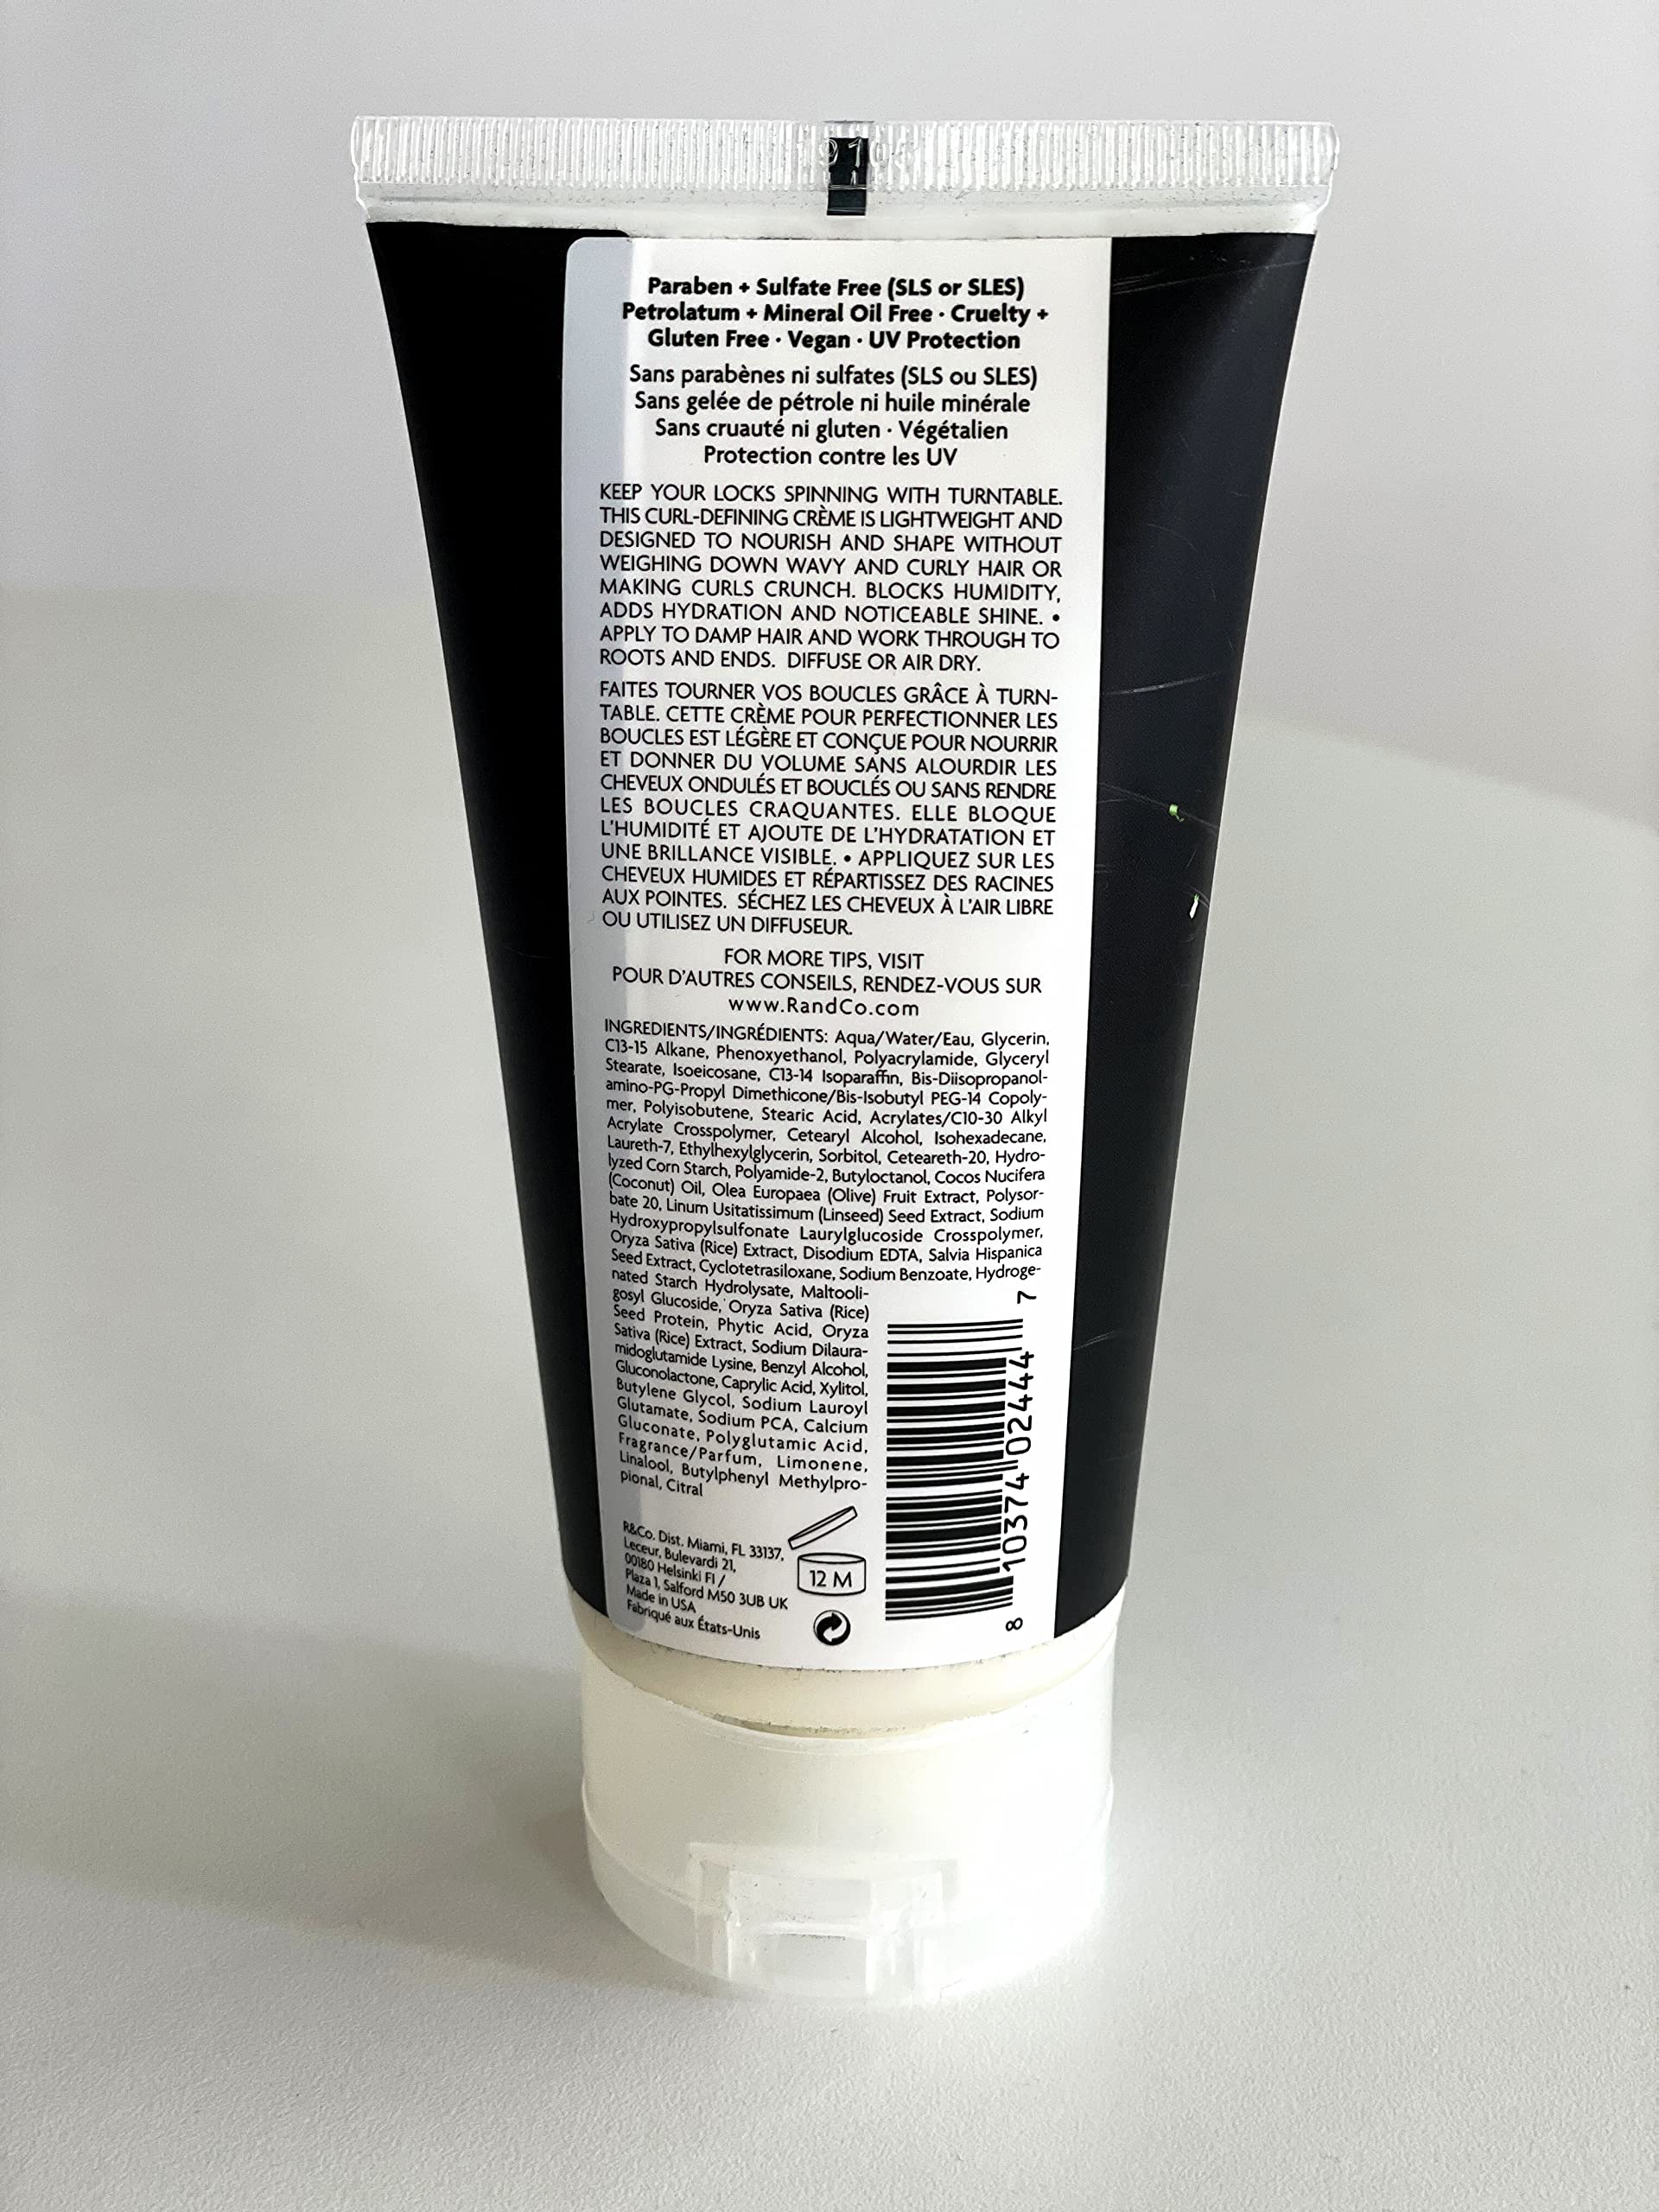 Paraben + Sulfate Free (SLS or SLES)
Petrolatum + Mineral Oil Free · Cruelty +
Gluten Free · Vegan · UV Protection
Sans parabènes ni sulfates (SLS ou SLES)
Sans gelée de pétrole ni huile minérale
Sans cruauté ni gluten · Végétalien
Protection contre les UV
KEEP YOUR LOCKS SPINNING WITH TURNTABLE.
THIS CURL-DEFINING CRÈME IS LIGHTWEIGHT AND
DESIGNED TO NOURISH AND SHAPE WITHOUT
WEIGHING DOWN WAVY AND CURLY HAIR OR
MAKING CURLS CRUNCH. BLOCKS HUMIDITY,
ADDS HYDRATION AND NOTICEABLE SHINE. •
APPLY TO DAMP HAIR AND WORK THROUGH TO
ROOTS AND ENDS. DIFFUSE OR AIR DRY.
FAITES TOURNER VOS BOUCLES GRÂCE À TURN-
TABLE. CETTE CRÈME POUR PERFECTIONNER LES
BOUCLES EST LÉGÈRE ET CONÇUE POUR NOURRIR
ET DONNER DU VOLUME SANS ALOURDIR LES
CHEVEUX ONDULÉS ET BOUCLÉS OU SANS RENDRE
LES BOUCLES CRAQUANTES. ELLE BLOQUE
L'HUMIDITÉ ET AJOUTE DE L'HYDRATATION ET
UNE BRILLANCE VISIBLE. • APPLIQUEZ SUR LES
CHEVEUX HUMIDES ET RÉPARTISSEZ DES RACINES
AUX POINTES. SÉCHEZ LES CHEVEUX À L'AIR LIBRE
OU UTILISEZ UN DIFFUSEUR.
FOR MORE TIPS, VISIT
POUR D'AUTRES CONSEILS, RENDEZ-VOUS SUR
www.RandCo.com
INGREDIENTS/INGRÉDIENTS: Aqua/Water/Eau, Glycerin,
C13-15 Alkane, Phenoxyethanol, Polyacrylamide, Glyceryl
Stearate, Isoeicosane, C13-14 Isoparaffin, Bis-Diisopropanol-
amino-PG-Propyl Dimethicone/Bis-Isobutyl PEG-14 Copoly-
mer, Polyisobutene, Stearic Acid, Acrylates/C10-30 Alkyl
Acrylate Crosspolymer, Cetearyl Alcohol, Isohexadecane,
Laureth-7, Ethylhexylglycerin, Sorbitol, Ceteareth-20, Hydro-
lyzed Corn Starch, Polyamide-2, Butyloctanol, Cocos Nucifera
(Coconut) Oil, Olea Europaea (Olive) Fruit Extract, Polysor-
bate 20, Linum Usitatissimum (Linseed) Seed Extract, Sodium
Hydroxypropylsulfonate Laurylglucoside Crosspolymer,
Oryza Sativa (Rice) Extract, Disodium EDTA, Salvia Hispanica
Seed Extract, Cyclotetrasiloxane, Sodium Benzoate, Hydroge-
nated Starch Hydrolysate, Maltooli-
gosyl Glucoside, Oryza Sativa (Rice)
Seed Protein, Phytic Acid, Oryza
Sativa (Rice) Extract, Sodium Dilaura-
midoglutamide Lysine, Benzyl Alcohol,
Gluconolactone, Caprylic Acid, Xylitol,
Butylene Glycol, Sodium Lauroyl
Glutamate, Sodium PCA, Calcium
Gluconate, Polyglutamic Acid,
Fragrance/Parfum, Limonene,
Linalool, Butylphenyl Methylpro-
pional, Citral
R&Co. Dist. Miami, FL 33137,
Leceur, Bulevardi 21,
00180 Helsinki FI /
Plaza 1, Salford M50 3UB UK
Made in USA
Fabriqué aux États-Unis
12 M
8 10374 02444 7